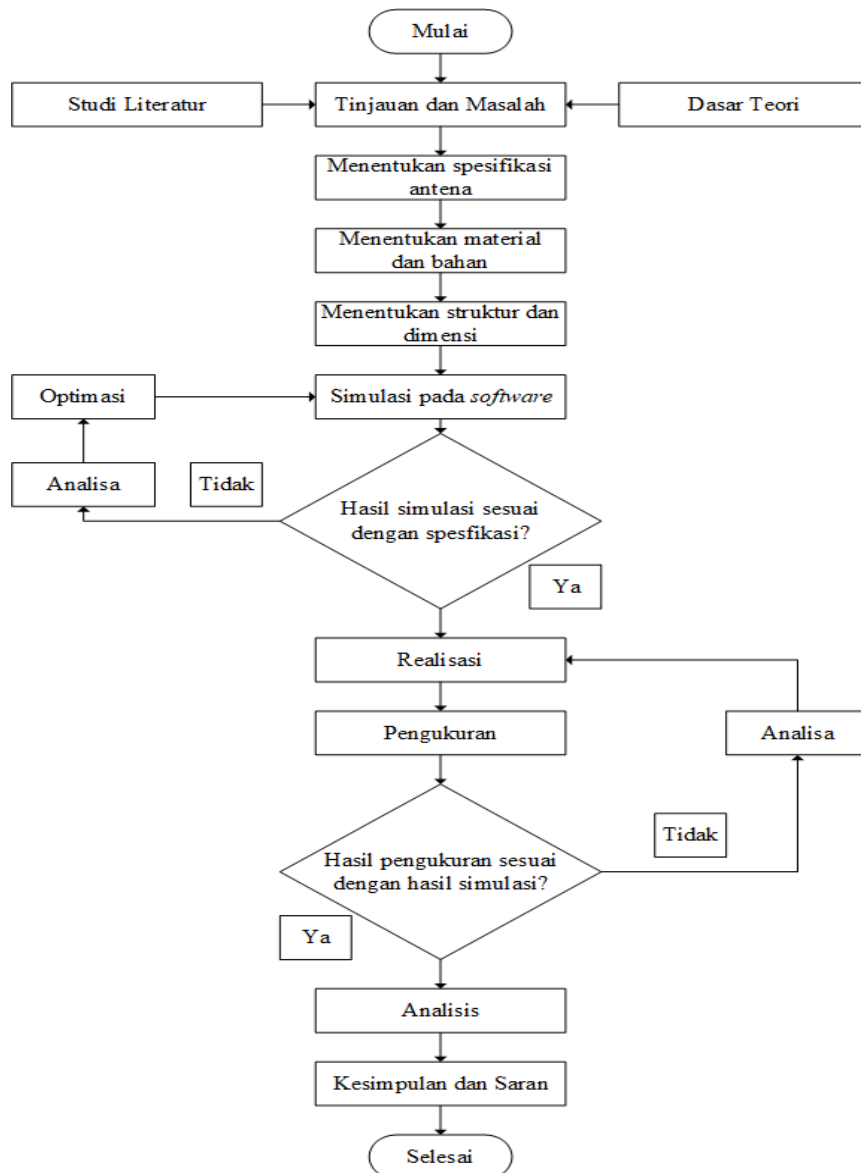 Mulai
Studi Literatur
Tinjauan dan Masalah
Dasar Teori
Menentukan spesifikasi
antena
Menentukan material
dan bahan
Menentukan struktur dan
dimensi
Optimasi
Simulasi pada software
Analisa
Tidak
Hasil simulasi sesuai
dengan spesfikasi?
Ya
Realisasi
Pengukuran
Analisa
Tidak
Hasil pengukuran sesuai
dengan hasil simulasi?
Ya
Analisis
Kesimpulan dan Saran
Selesai